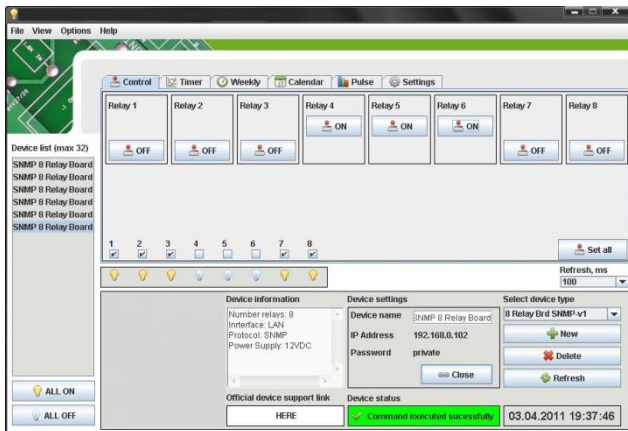 File View Options Help
Control Timer Weekly Calendar Pulse Settings
Relay 1 Relay 2 Relay 3 Relay 4 Relay 5 Relay 6 Relay 7 Relay 8
ON ON ON
OFF OFF OFF OFF OFF
Device list (max 32)
SNMP 8 Relay Board
SNMP 8 Relay Board
SNMP 8 Relay Board
SNMP 8 Relay Board
SNMP 8 Relay Board
SNMP 8 Relay Board
1 2 3 4 5 6 7 8
Set all
Refresh, ms
100
Device information
Number relays: 8
Inrterface: LAN
Protocol: SNMP
Power Supply: 12VDC
Device settings
Device name SNMP 8 Relay Board
IP Address 192.168.0.102
Password private
Close
Select device type
8 Relay Brd SNMP-v1
New
Delete
Refresh
ALL ON
ALL OFF
Official device support link
HERE
Device status
Command executed sucessfully
03.04.2011 19:37:46